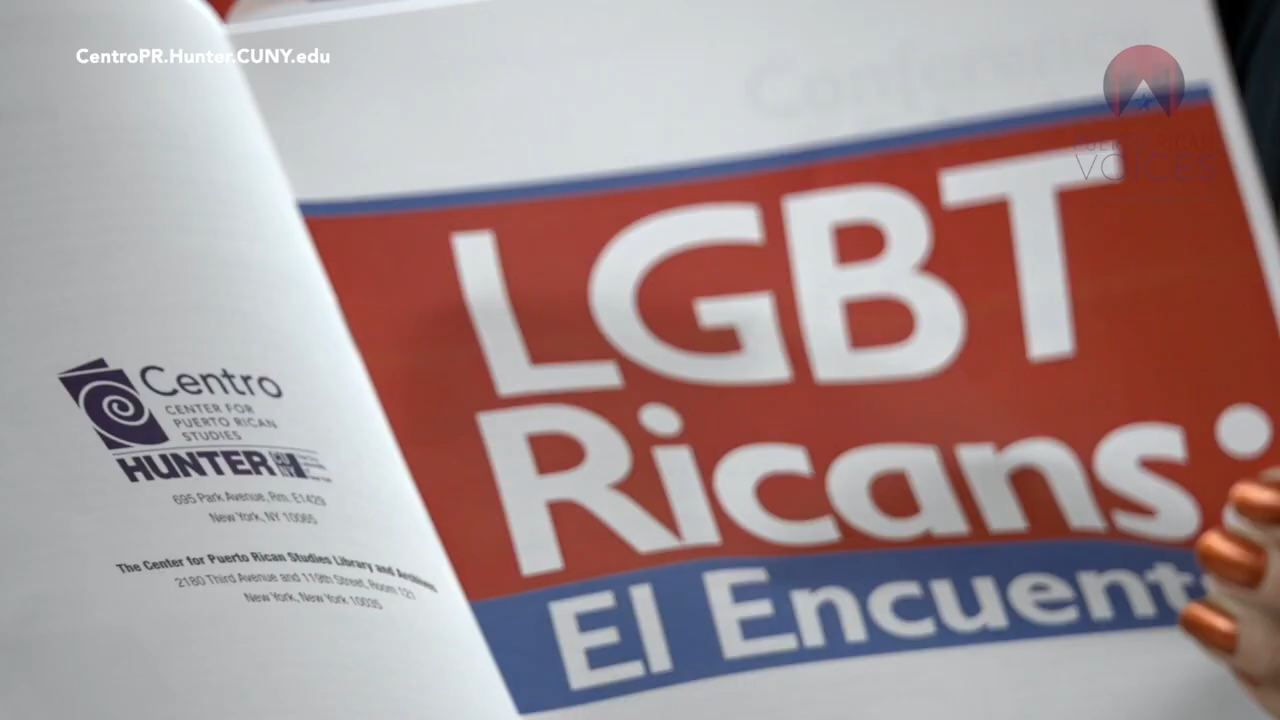 CentroPR.Hunter.CUNY.edu
VOICES
LGBT
Ricans:
El Encuent
Centro
CENTER FOR
PUERTO RICAN
STUDIES
HUNTER
695 Park Avenue, Rm. E1429
New York, NY 10065
The Center for Puerto Rican Studies Library and Archives
2180 Third Avenue and 119th Street, Room 121
New York, New York 10035